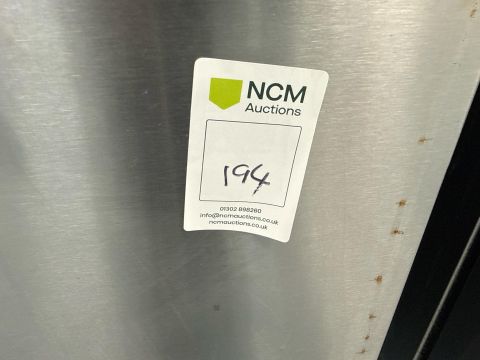 NCM
Auctions
194
01302 898260
info@ncmauctions.co.uk
ncmauctions.co.uk